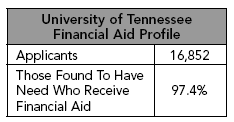 University of Tennessee
Financial Aid Profile
Applicants 16,852
Those Found To Have
Need Who Receive 97.4%
Financial Aid